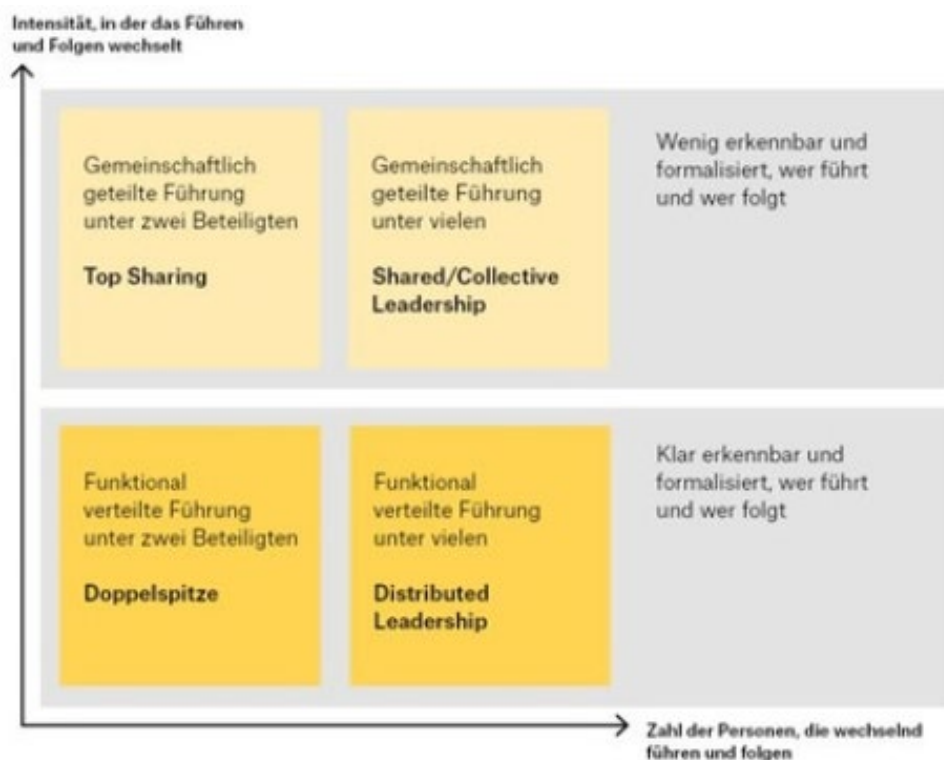 Intensität, in der das Führen
und Folgen wechselt
Gemeinschaftlich
geteilte Führung
unter zwei Beteiligten
Top Sharing
Gemeinschaftlich
geteilte Führung
unter vielen
Shared/Collective
Leadership
Wenig erkennbar und
formalisiert, wer führt
und wer folgt
Funktional
verteilte Führung
unter zwei Beteiligten
Doppelspitze
Funktional
verteilte Führung
unter vielen
Distributed
Leadership
Klar erkennbar und
formalisiert, wer führt
und wer folgt
Zahl der Personen, die wechselnd
führen und folgen